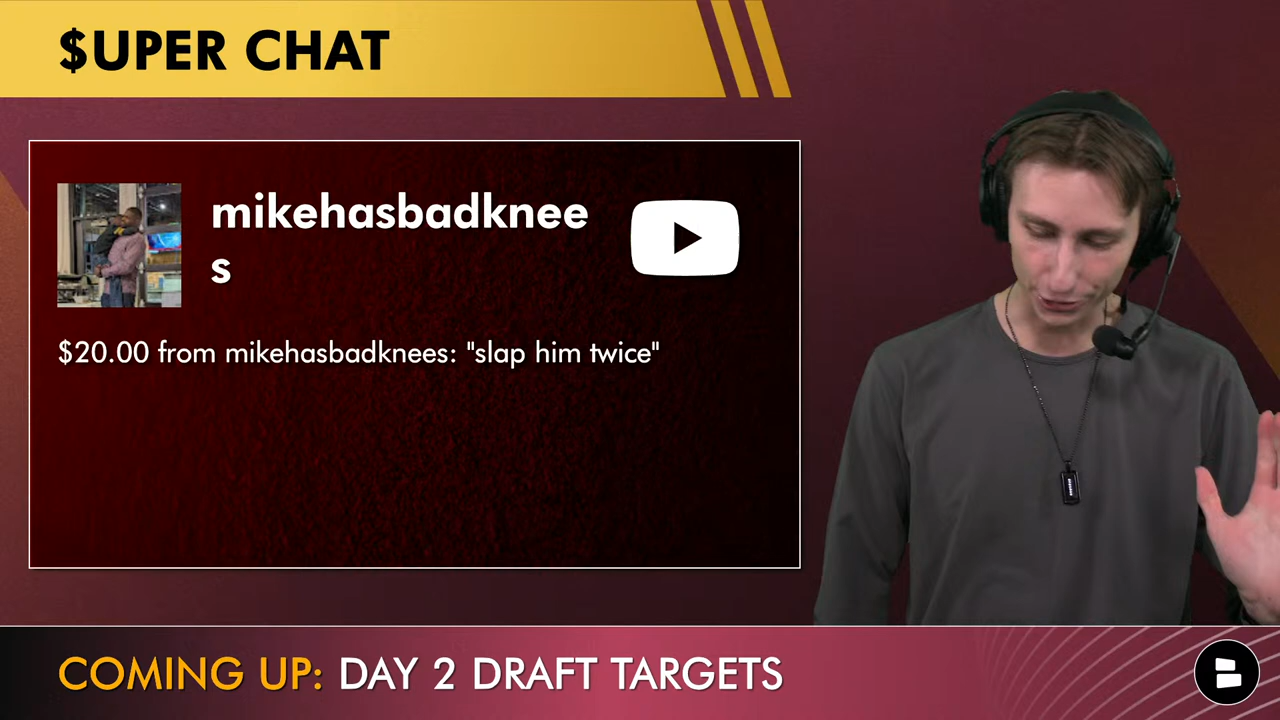 $UPER CHAT
mikehasbadknee
s
$20.00 from mikehasbadknees: "slap him twice"
COMING UP: DAY 2 DRAFT TARGETS